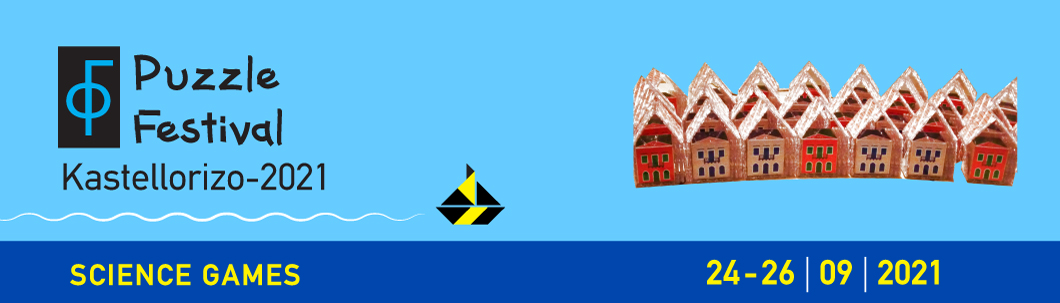 Puzzle
Festival
Kastellorizo-2021
SCIENCE GAMES
24-26 | 09 | 2021